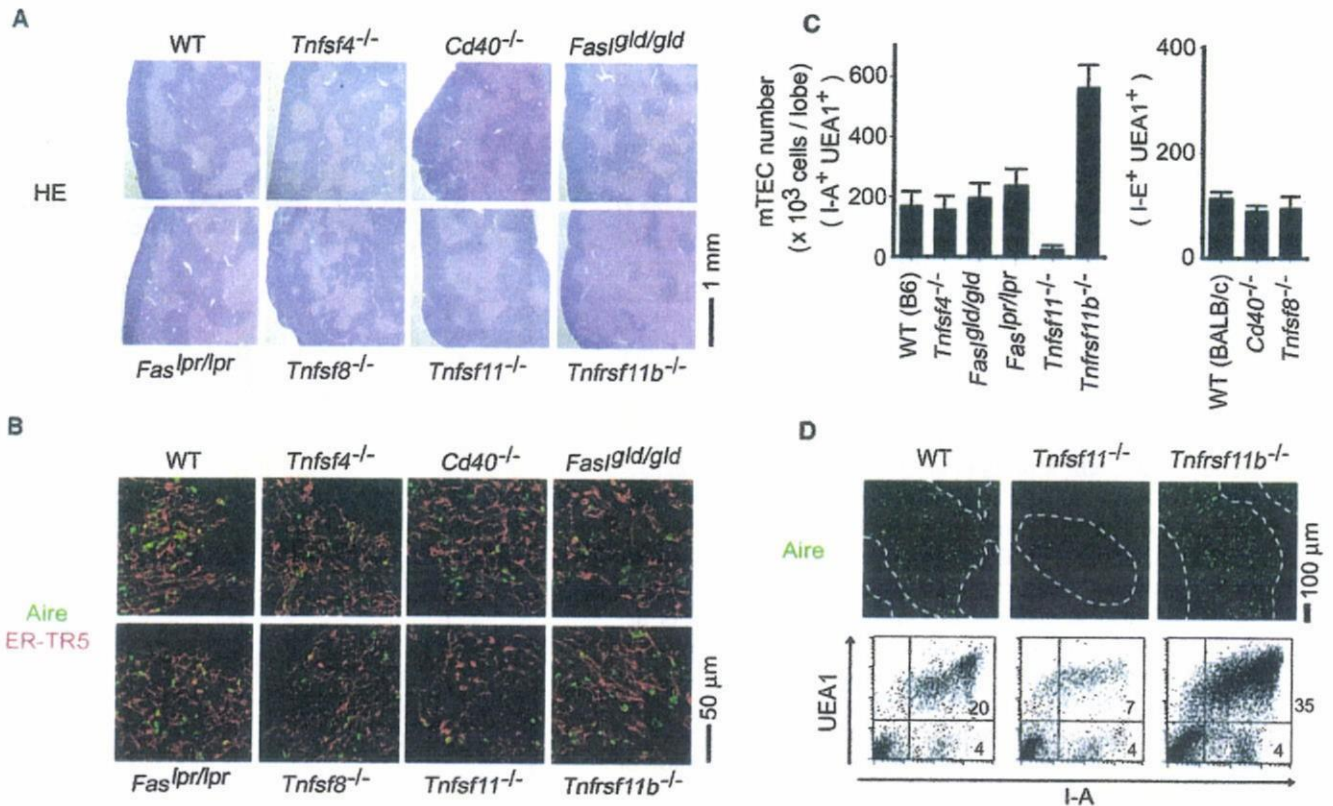 A
WT
Tnfsf4-/-
Cd40-/-
Faslgld/gld
HE
Faslpr/lpr
Tnfsf8-/-
Tnfsf11-/-
Tnfrsf11b-/-
1 mm
B
WT
Tnfsf4-/-
Cd40-/-
Faslgld/gld
Aire
ER-TR5
Faslpr/lpr
Tnfsf8-/-
Tnfsf11-/-
Tnfrsf11b-/-
50 μm
C
mTEC number
(x 10³ cells / lobe)
( I-A+ UEA1+ )
600
400
200
0
WT (B6)
Tnfsf4-/-
Faslgld/gld
Faslpr/lpr
Tnfsf11-/-
Tnfrsf11b-/-
( I-E+ UEA1+ )
400
200
0
WT (BALB/c)
Cd40-/-
Tnfsf8-/-
D
WT
Tnfsf11-/-
Tnfrsf11b-/-
Aire
100 μm
UEA1
20
4
7
4
35
4
I-A